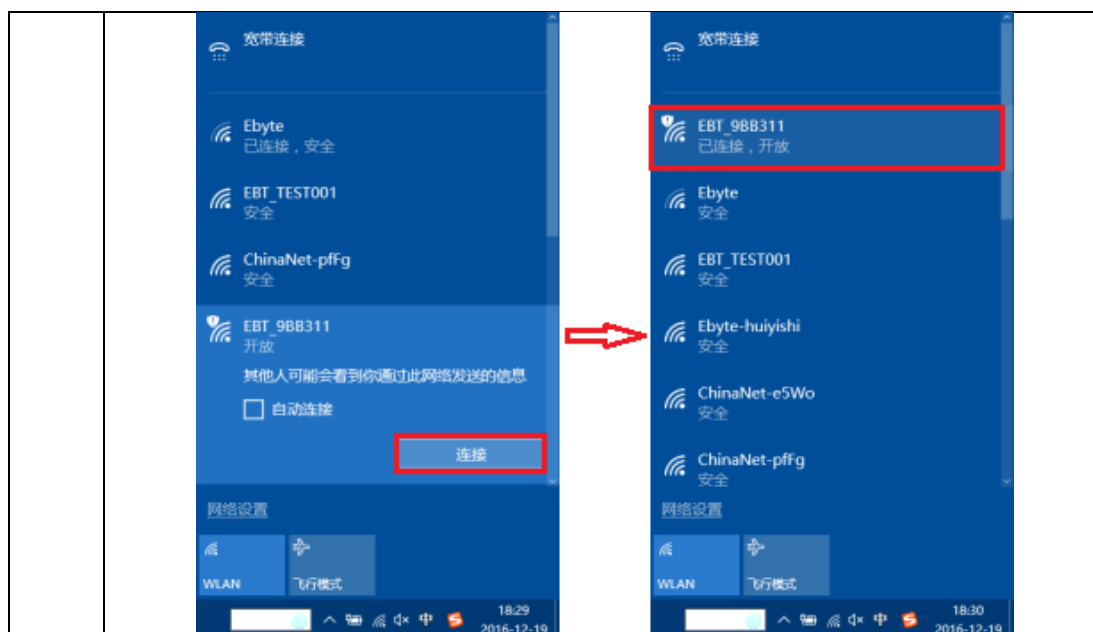 宽带连接
Ebyte
已连接，安全
EBT_TEST001
安全
ChinaNet-pfFg
安全
EBT_9BB311
开放
其他人可能会看到你通过此网络发送的信息
自动连接
连接
网络设置
WLAN
飞行模式
中
18:29
2016-12-19
宽带连接
EBT_9BB311
已连接，开放
Ebyte
安全
EBT_TEST001
安全
Ebyte-huiyishi
安全
ChinaNet-e5Wo
安全
ChinaNet-pfFg
安全
网络设置
WLAN
飞行模式
中
18:30
2016-12-19